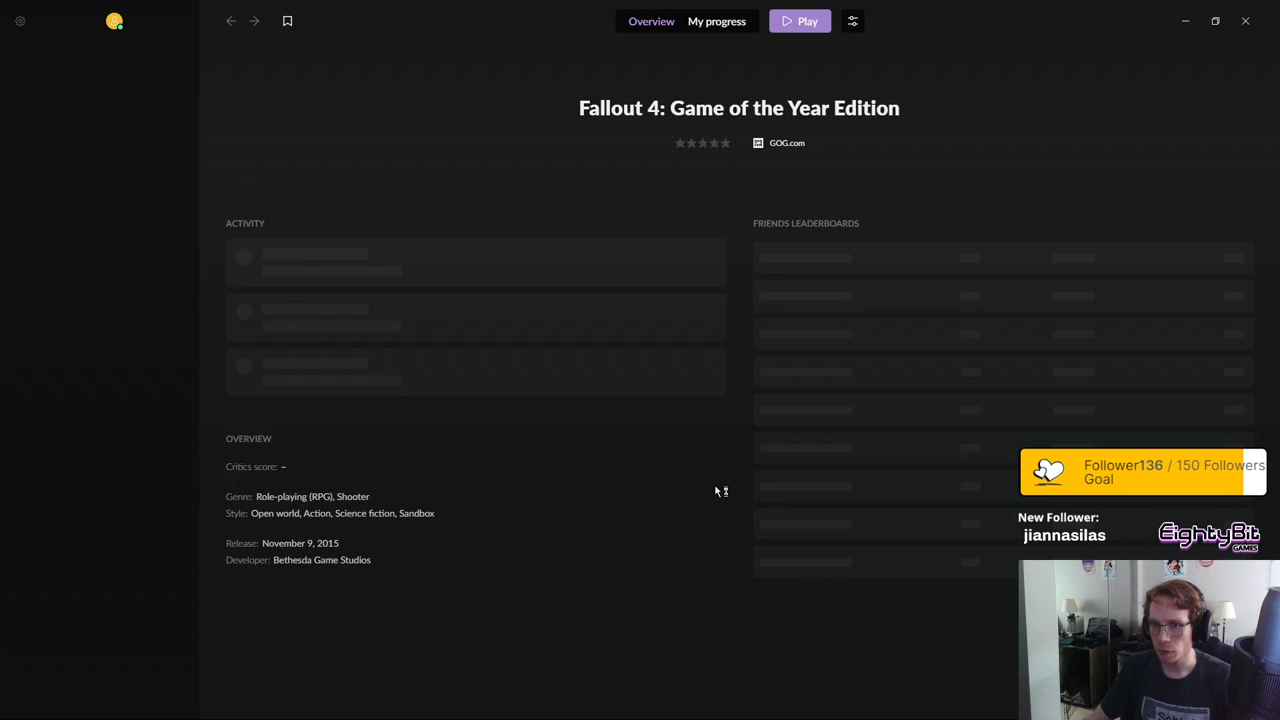 Overview
My progress
Play
Fallout 4: Game of the Year Edition
GOG.com
ACTIVITY
FRIENDS LEADERBOARDS
OVERVIEW
Critics score: –
Genre: Role-playing (RPG), Shooter
Style: Open world, Action, Science fiction, Sandbox
Release: November 9, 2015
Developer: Bethesda Game Studios
Follower136 / 150 Followers
Goal
New Follower:
jiannasilas
EightyBit
GAMES